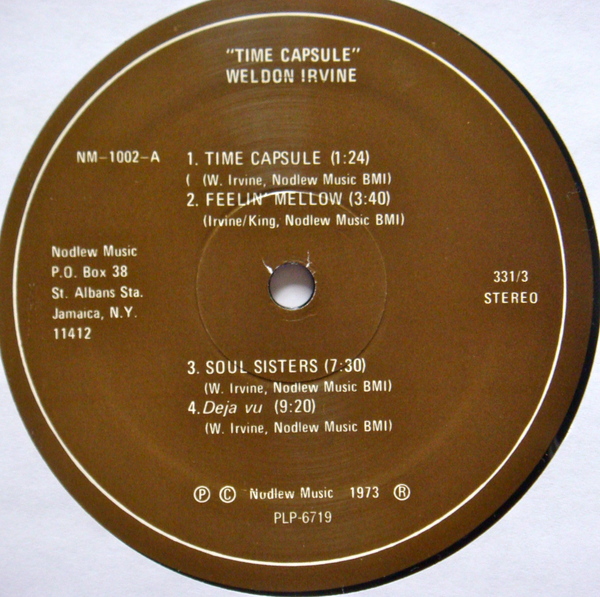 "TIME CAPSULE"
WELDON IRVINE
NM-1002-A
1. TIME CAPSULE (1:24)
( (W. Irvine, Nodlew Music BMI)
2. FEELIN' MELLOW (3:40)
(Irvine/King, Nodlew Music BMI)
Nodlew Music
P.O. Box 38
St. Albans Sta.
Jamaica, N.Y.
11412
331/3
STEREO
3. SOUL SISTERS (7:30)
(W. Irvine, Nodlew Music BMI)
4. Deja vu (9:20)
(W. Irvine, Nodlew Music BMI)
Ⓟ Ⓒ Nodlew Music 1973 Ⓡ
PLP-6719